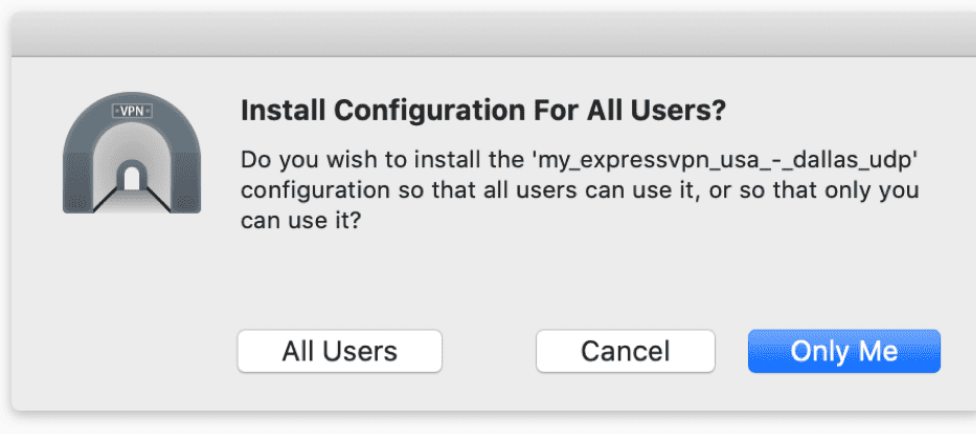 VPN
Install Configuration For All Users?
Do you wish to install the 'my_expressvpn_usa_-_dallas_udp'
configuration so that all users can use it, or so that only you
can use it?
All Users
Cancel
Only Me